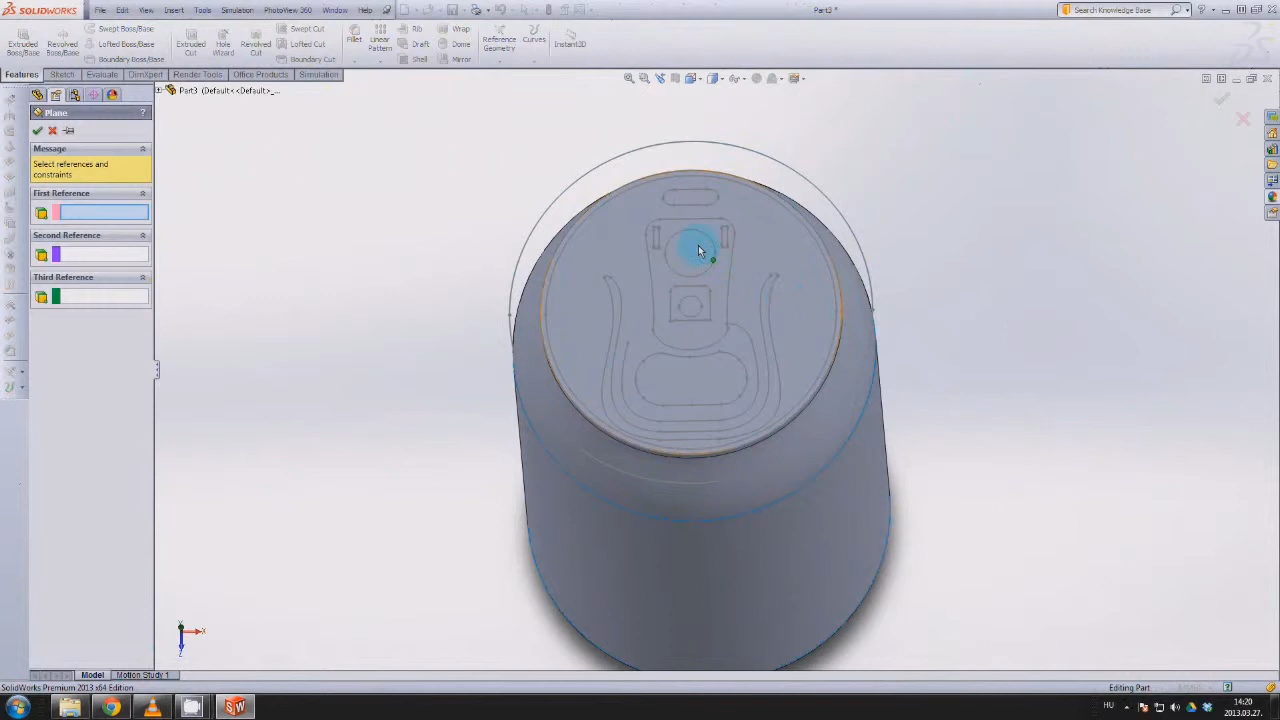 SOLIDWORKS
File Edit View Insert Tools Simulation PhotoView 360 Window Help
Part3 *
Search Knowledge Base
Extruded Boss/Base
Revolved Boss/Base
Swept Boss/Base
Lofted Boss/Base
Boundary Boss/Base
Extruded Cut
Hole Wizard
Revolved Cut
Swept Cut
Lofted Cut
Boundary Cut
Fillet
Linear Pattern
Rib
Draft
Shell
Wrap
Dome
Mirror
Reference Geometry
Curves
Instant3D
Features Sketch Evaluate DimXpert Render Tools Office Products Simulation
Part3 (Default<<Default>_...
Plane
?
Message
Select references and
constraints
First Reference
Second Reference
Third Reference
Y
X
Z
Model Motion Study 1
SolidWorks Premium 2013 x64 Edition
Editing Part
HU
14:20
2013.03.27.